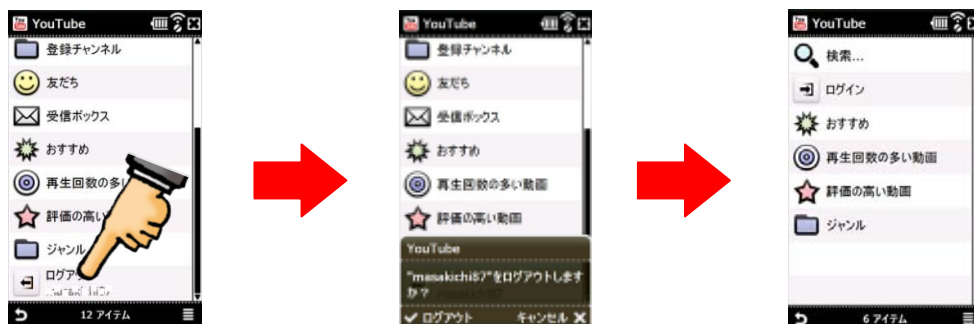 YouTube
登録チャンネル
友だち
受信ボックス
おすすめ
再生回数の多い
評価の高い
ジャンル
ログア
12 アイテム
YouTube
登録チャンネル
友だち
受信ボックス
おすすめ
再生回数の多い動画
評価の高い動画
YouTube
"masakichi87"をログアウトします
か?
ログアウト キャンセル
YouTube
検索...
ログイン
おすすめ
再生回数の多い動画
評価の高い動画
ジャンル
6 アイテム